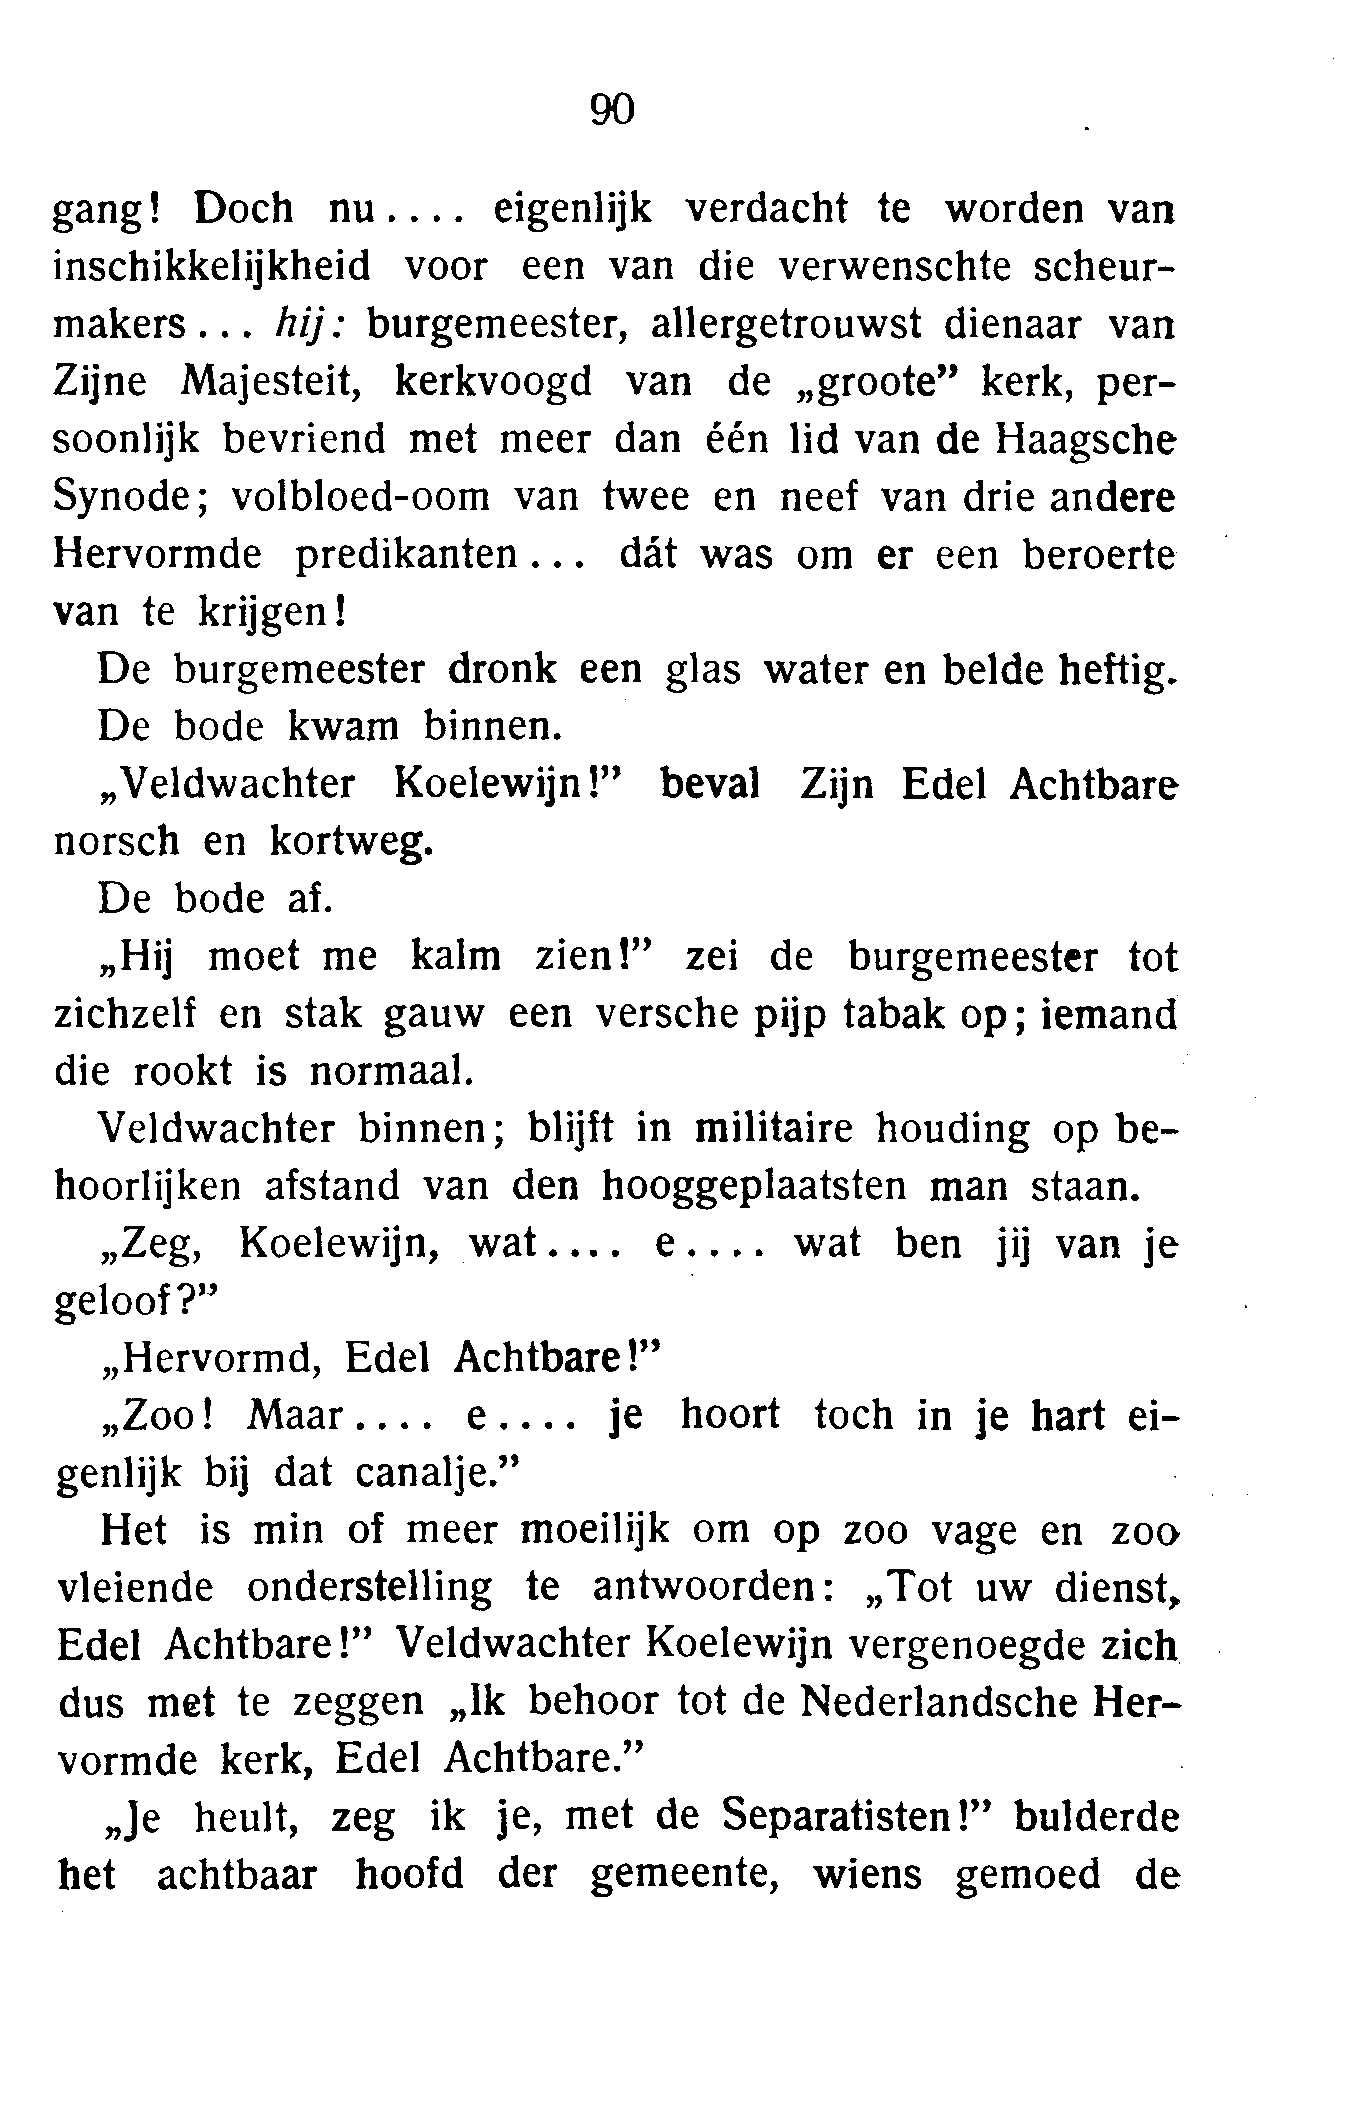 90
gang! Doch nu.... eigenlijk verdacht te worden van
inschikkelijkheid voor een van die verwenschte scheur-
makers... hij: burgemeester, allergetrouwst dienaar van
Zijne Majesteit, kerkvoogd van de „groote” kerk, per-
soonlijk bevriend met meer dan één lid van de Haagsche
Synode; volbloed-oom van twee en neef van drie andere
Hervormde predikanten... dát was om er een beroerte
van te krijgen!
De burgemeester dronk een glas water en belde heftig.
De bode kwam binnen.
„Veldwachter Koelewijn!” beval Zijn Edel Achtbare
norsch en kortweg.
De bode af.
„Hij moet me kalm zien!” zei de burgemeester tot
zichzelf en stak gauw een versche pijp tabak op; iemand
die rookt is normaal.
Veldwachter binnen; blijft in militaire houding op be-
hoorlijken afstand van den hooggeplaatsten man staan.
„Zeg, Koelewijn, wat.... e.... wat ben jij van je
geloof?”
„Hervormd, Edel Achtbare!”
„Zoo! Maar.... e.... je hoort toch in je hart ei-
genlijk bij dat canalje.”
Het is min of meer moeilijk om op zoo vage en zoo
vleiende onderstelling te antwoorden: „Tot uw dienst,
Edel Achtbare!” Veldwachter Koelewijn vergenoegde zich
dus met te zeggen „Ik behoor tot de Nederlandsche Her-
vormde kerk, Edel Achtbare.”
„Je heult, zeg ik je, met de Separatisten!” bulderde
het achtbaar hoofd der gemeente, wiens gemoed de